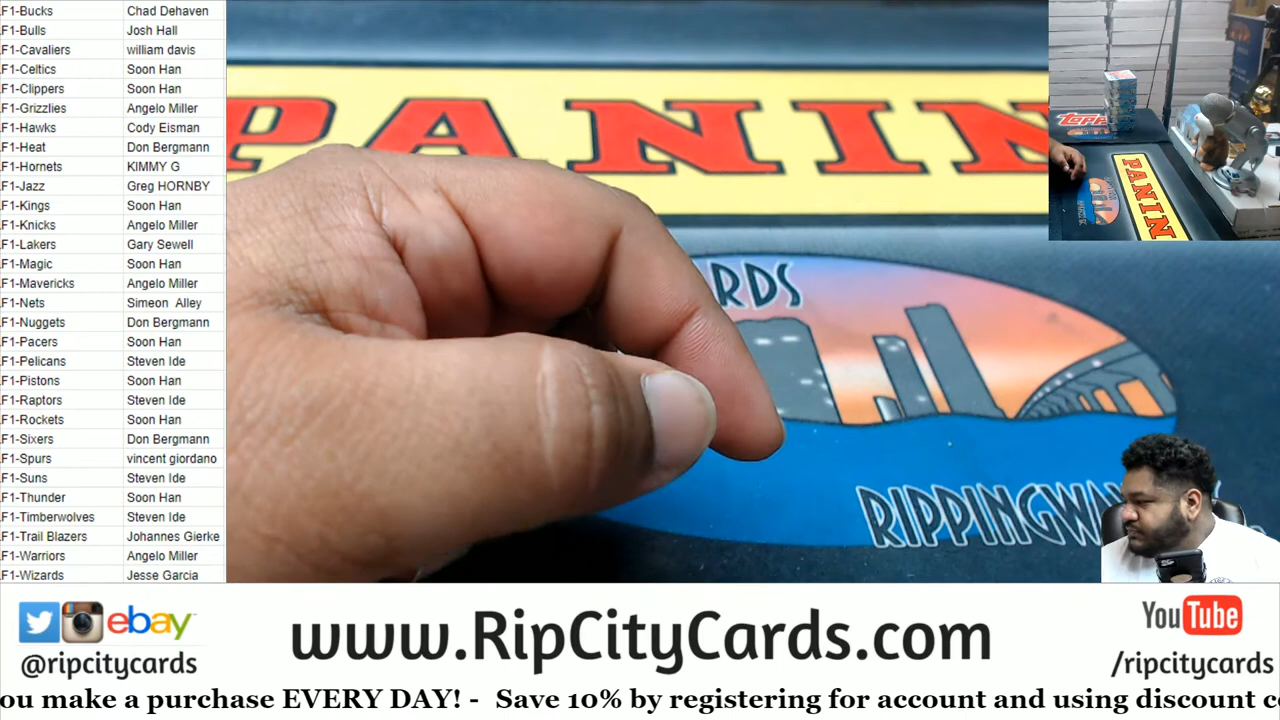 F1-Bucks Chad Dehaven
F1-Bulls Josh Hall
F1-Cavaliers william davis
F1-Celtics Soon Han
F1-Clippers Soon Han
F1-Grizzlies Angelo Miller
F1-Hawks Cody Eisman
F1-Heat Don Bergmann
F1-Hornets KIMMY G
F1-Jazz Greg HORNBY
F1-Kings Soon Han
F1-Knicks Angelo Miller
F1-Lakers Gary Sewell
F1-Magic Soon Han
F1-Mavericks Angelo Miller
F1-Nets Simeon Alley
F1-Nuggets Don Bergmann
F1-Pacers Soon Han
F1-Pelicans Steven Ide
F1-Pistons Soon Han
F1-Raptors Steven Ide
F1-Rockets Soon Han
F1-Sixers Don Bergmann
F1-Spurs vincent giordano
F1-Suns Steven Ide
F1-Thunder Soon Han
F1-Timberwolves Steven Ide
F1-Trail Blazers Johannes Gierke
F1-Warriors Angelo Miller
F1-Wizards Jesse Garcia
PANIN
ARDS
RIPPINGWA
TOPP
PANIN
ebay
@ripcitycards
www.RipCityCards.com
YouTube
/ripcitycards
ou make a purchase EVERY DAY! - Save 10% by registering for account and using discount c